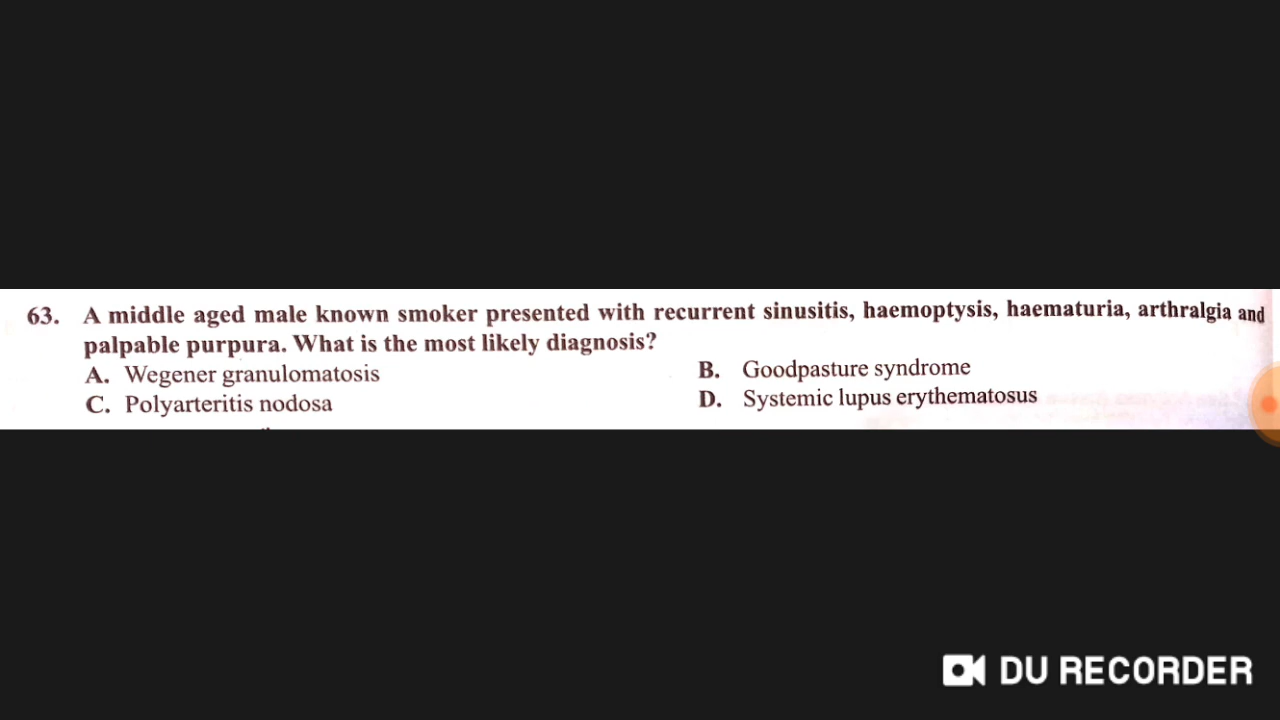 63. A middle aged male known smoker presented with recurrent sinusitis, haemoptysis, haematuria, arthralgia and
palpable purpura. What is the most likely diagnosis?
A. Wegener granulomatosis
B. Goodpasture syndrome
C. Polyarteritis nodosa
D. Systemic lupus erythematosus
DU RECORDER